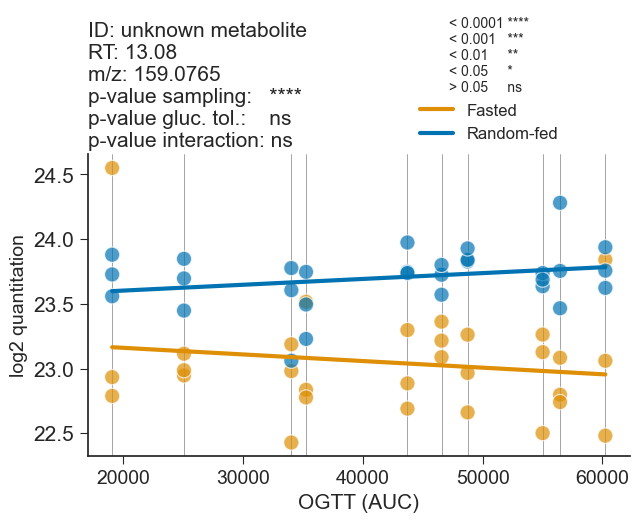 ID: unknown metabolite
RT: 13.08
m/z: 159.0765
p-value sampling: ****
p-value gluc. tol.: ns
p-value interaction: ns
< 0.0001 ****
< 0.001 ***
< 0.01 **
< 0.05 *
> 0.05 ns
Fasted
Random-fed
24.5
24.0
23.5
23.0
22.5
log2 quantitation
20000 30000 40000 50000 60000
OGTT (AUC)